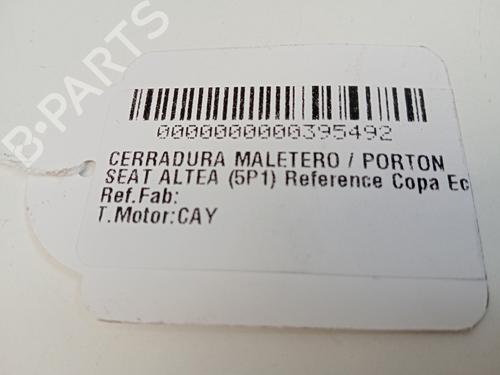 B-PARTS
0000000000395492
CERRADURA MALETERO / PORTON
SEAT ALTEA (5P1) Reference Copa Ec
Ref.Fab:
T.Motor:CAY